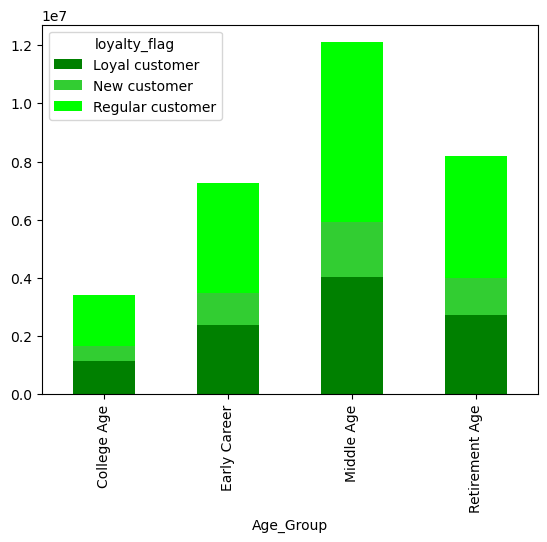 1e7
loyalty_flag
Loyal customer
New customer
Regular customer
1.2
1.0
0.8
0.6
0.4
0.2
0.0
College Age
Early Career
Middle Age
Retirement Age
Age_Group